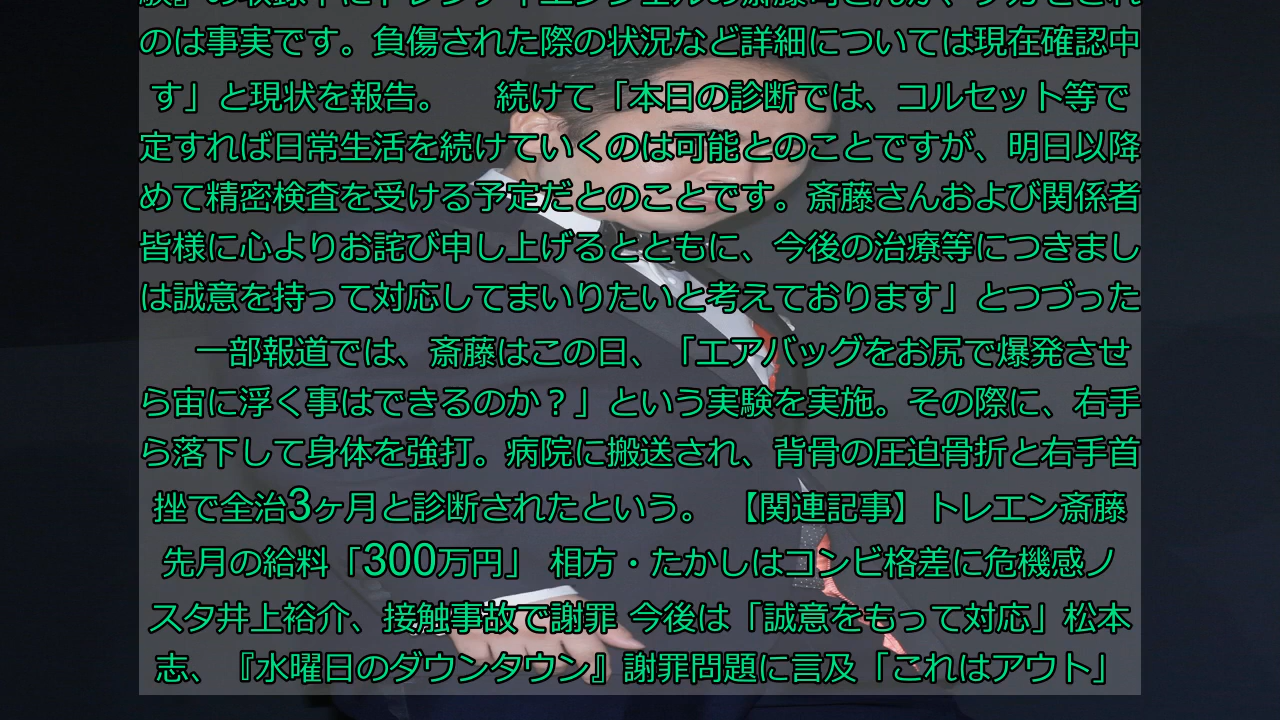 のは事実です。負傷された際の状況など詳細については現在確認中
す」と現状を報告。 続けて「本日の診断では、コルセット等で
定すれば日常生活を続けていくのは可能とのことですが、明日以降
めて精密検査を受ける予定だとのことです。斎藤さんおよび関係者
皆様に心よりお詫び申し上げるとともに、今後の治療等につきまし
は誠意を持って対応してまいりたいと考えております」とつづった
一部報道では、斎藤はこの日、「エアバッグをお尻で爆発させ
ら宙に浮く事はできるのか？」という実験を実施。その際に、右手
ら落下して身体を強打。病院に搬送され、背骨の圧迫骨折と右手首
挫で全治3ヶ月と診断されたという。 【関連記事】トレエン斎藤
先月の給料「300万円」 相方・たかしはコンビ格差に危機感ノ
スタ井上裕介、接触事故で謝罪 今後は「誠意をもって対応」松本
志、『水曜日のダウンタウン』謝罪問題に言及「これはアウト」